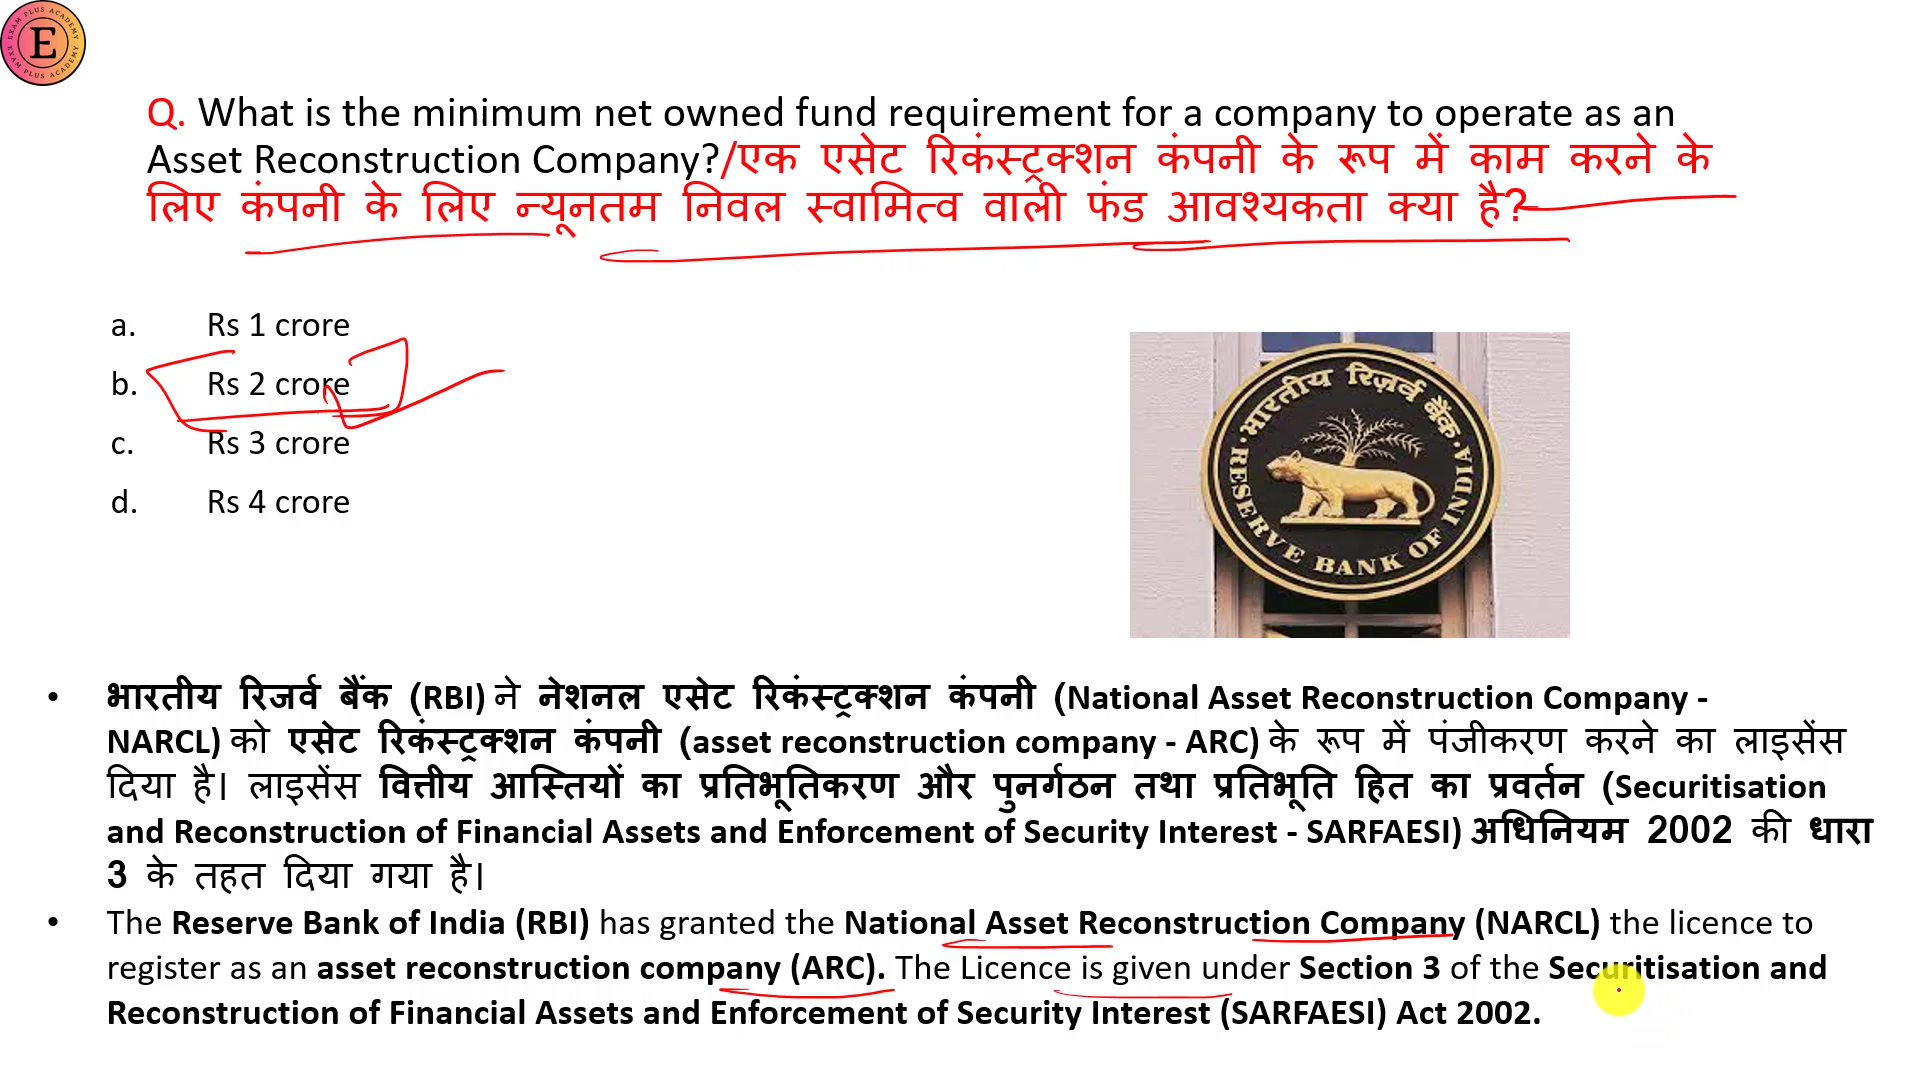 EXAM PLUS ACADEMY
EXAM PLUS ACADEMY
E
Q. What is the minimum net owned fund requirement for a company to operate as an
Asset Reconstruction Company?/एक एसेट रिकंस्ट्रक्शन कंपनी के रूप में काम करने के
लिए कंपनी के लिए न्यूनतम निवल स्वामित्व वाली फंड आवश्यकता क्या है?
a. Rs 1 crore
b. Rs 2 crore
c. Rs 3 crore
d. Rs 4 crore
भारतीय रिज़र्व बैंक
RESERVE BANK OF INDIA
• भारतीय रिजर्व बैंक (RBI) ने नेशनल एसेट रिकंस्ट्रक्शन कंपनी (National Asset Reconstruction Company -
NARCL) को एसेट रिकंस्ट्रक्शन कंपनी (asset reconstruction company - ARC) के रूप में पंजीकरण करने का लाइसेंस
दिया है। लाइसेंस वित्तीय आस्तियों का प्रतिभूतिकरण और पुनर्गठन तथा प्रतिभूति हित का प्रवर्तन (Securitisation
and Reconstruction of Financial Assets and Enforcement of Security Interest - SARFAESI) अधिनियम 2002 की धारा
3 के तहत दिया गया है।
• The Reserve Bank of India (RBI) has granted the National Asset Reconstruction Company (NARCL) the licence to
register as an asset reconstruction company (ARC). The Licence is given under Section 3 of the Securitisation and
Reconstruction of Financial Assets and Enforcement of Security Interest (SARFAESI) Act 2002.